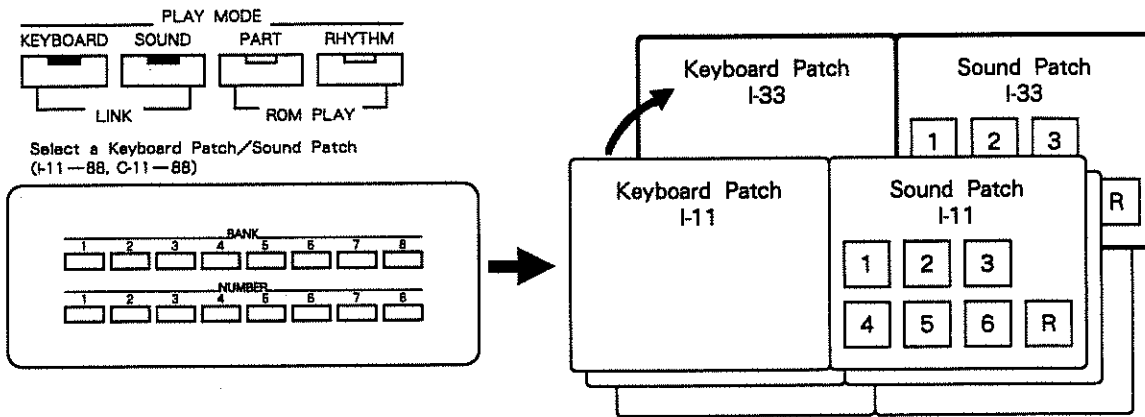 PLAY MODE
KEYBOARD SOUND PART RHYTHM
LINK ROM PLAY
Select a Keyboard Patch/Sound Patch
(I-11—88, C-11—88)
BANK
1 2 3 4 5 6 7 8
NUMBER
1 2 3 4 5 6 7 8
Keyboard Patch
I-33
Sound Patch
I-33
1 2 3
R
Keyboard Patch
I-11
Sound Patch
I-11
1 2 3
4 5 6 R